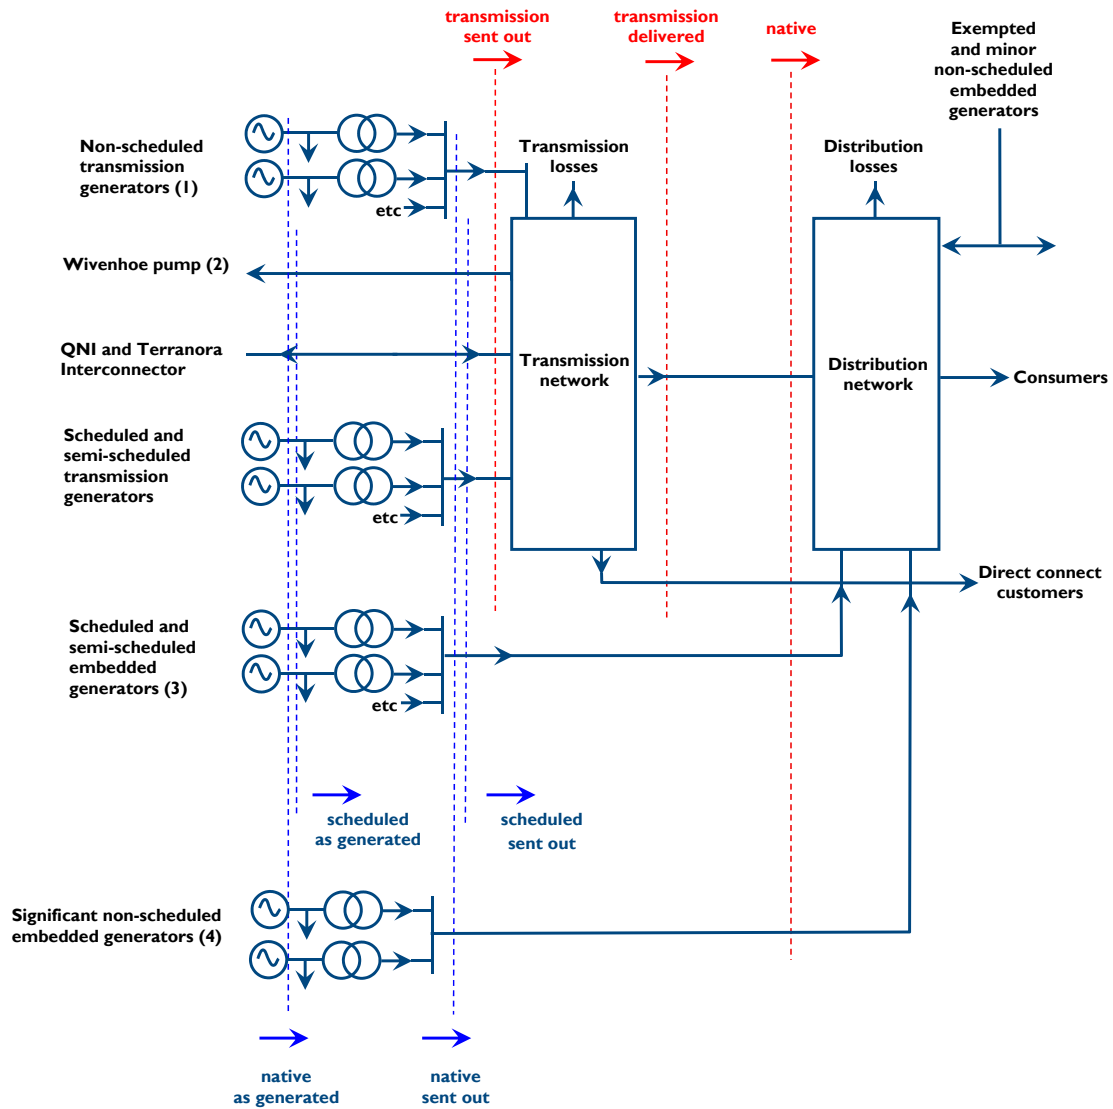 transmission
sent out
transmission
delivered
native
Exempted
and minor
non-scheduled
embedded
generators
Non-scheduled
transmission
generators (1)
etc
Transmission
losses
Distribution
losses
Wivenhoe pump (2)
QNI and Terranora
Interconnector
Transmission
network
Distribution
network
Consumers
Scheduled and
semi-scheduled
transmission
generators
etc
Direct connect
customers
Scheduled and
semi-scheduled
embedded
generators (3)
etc
scheduled
as generated
scheduled
sent out
Significant non-scheduled
embedded generators (4)
native
as generated
native
sent out